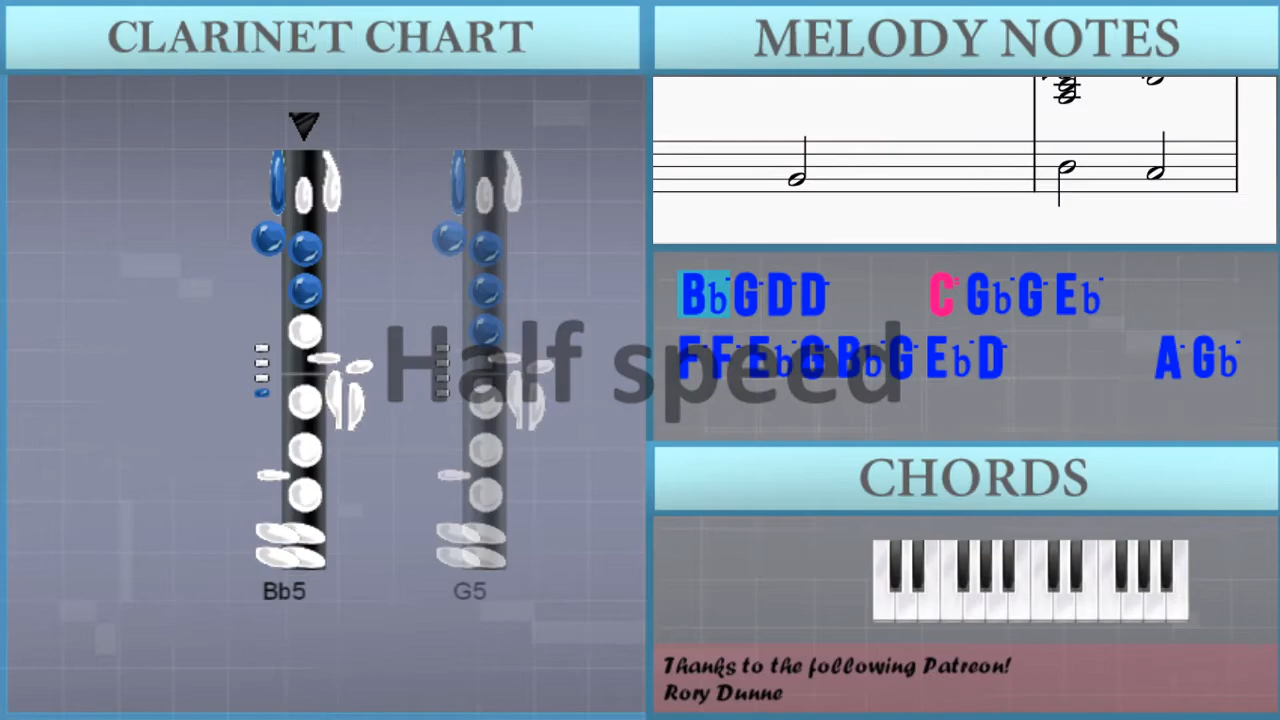 CLARINET CHART
MELODY NOTES
Bb- G- D- D-
C Gb- G- Eb-
F- F- Eb- G- Bb- G- Eb- D-
A- Gb-
Half speed
Bb5
G5
CHORDS
Thanks to the following Patreon!
Rory Dunne